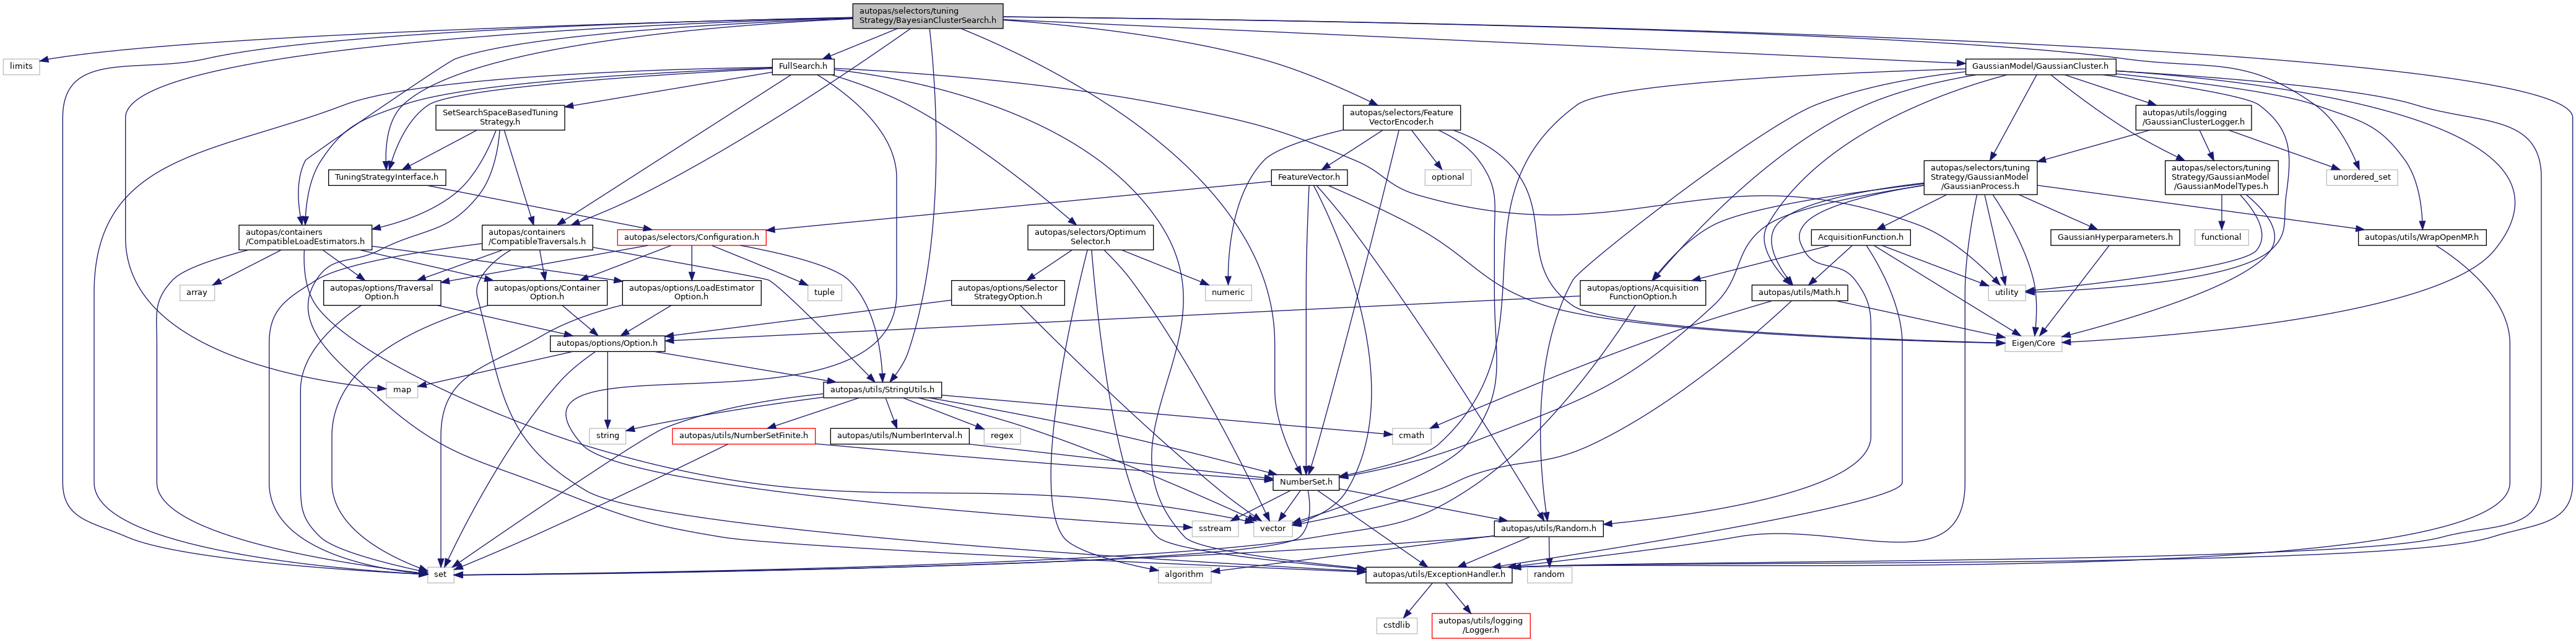 autopas/selectors/tuning
Strategy/BayesianClusterSearch.h
limits
FullSearch.h
GaussianModel/GaussianCluster.h
SetSearchSpaceBasedTuning
Strategy.h
autopas/selectors/Feature
VectorEncoder.h
autopas/utils/logging
/GaussianClusterLogger.h
TuningStrategyInterface.h
FeatureVector.h
optional
autopas/selectors/tuning
Strategy/GaussianModel
/GaussianProcess.h
autopas/selectors/tuning
Strategy/GaussianModel
/GaussianModelTypes.h
unordered_set
autopas/containers
/CompatibleLoadEstimators.h
autopas/containers
/CompatibleTraversals.h
autopas/selectors/Configuration.h
autopas/selectors/Optimum
Selector.h
AcquisitionFunction.h
GaussianHyperparameters.h
functional
autopas/utils/WrapOpenMP.h
array
autopas/options/Traversal
Option.h
autopas/options/Container
Option.h
autopas/options/LoadEstimator
Option.h
tuple
autopas/options/Selector
StrategyOption.h
numeric
autopas/options/Acquisition
FunctionOption.h
autopas/utils/Math.h
utility
autopas/options/Option.h
Eigen/Core
map
autopas/utils/StringUtils.h
string
autopas/utils/NumberSetFinite.h
autopas/utils/NumberInterval.h
regex
cmath
NumberSet.h
sstream
vector
autopas/utils/Random.h
set
algorithm
autopas/utils/ExceptionHandler.h
random
cstdlib
autopas/utils/logging
/Logger.h